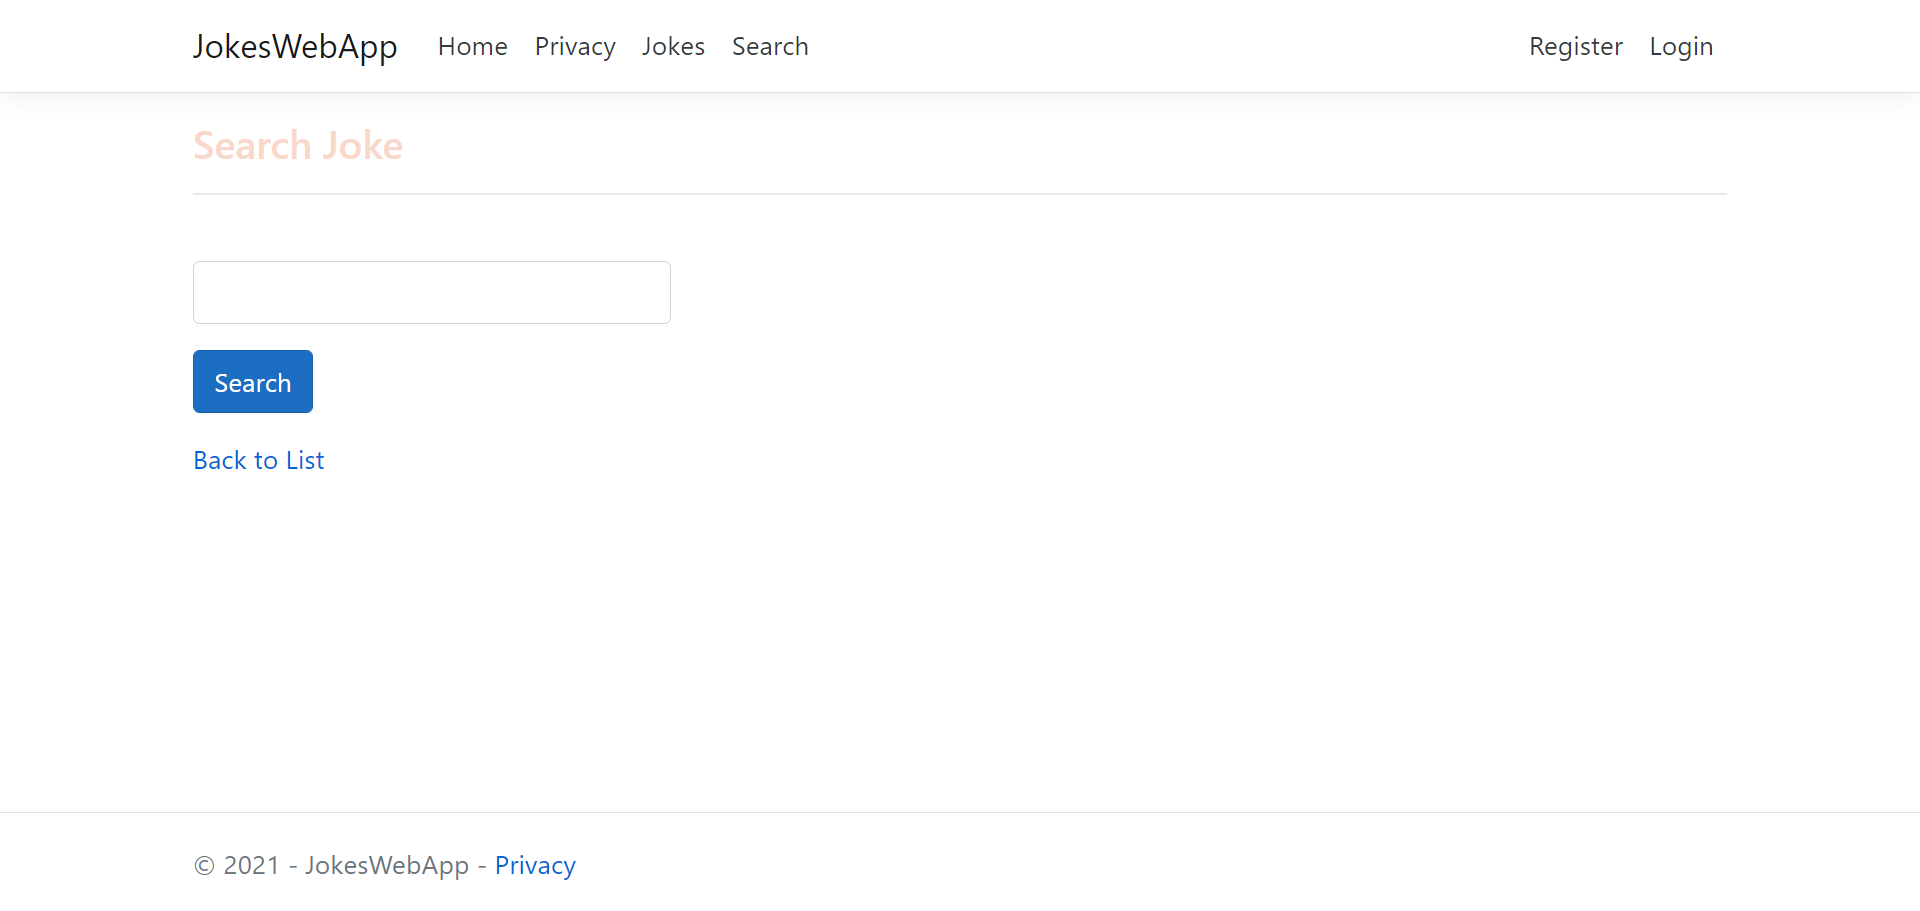 JokesWebApp Home Privacy Jokes Search Register Login
Search Joke
Search
Back to List
© 2021 - JokesWebApp - Privacy